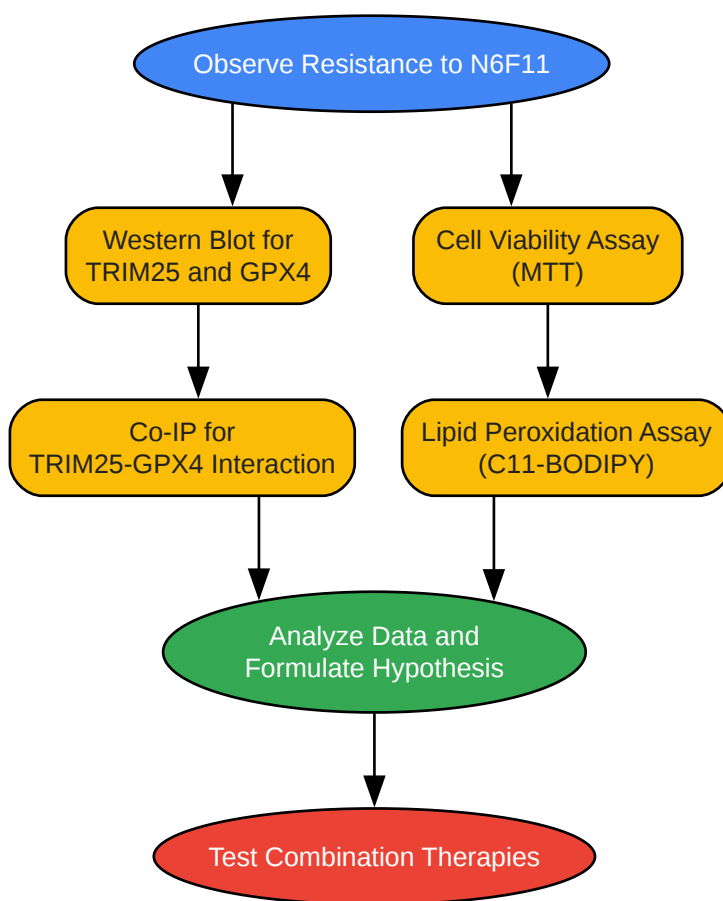 Observe Resistance to N6F11
Western Blot for
TRIM25 and GPX4
Cell Viability Assay
(MTT)
Co-IP for
TRIM25-GPX4 Interaction
Lipid Peroxidation Assay
(C11-BODIPY)
Analyze Data and
Formulate Hypothesis
Test Combination Therapies